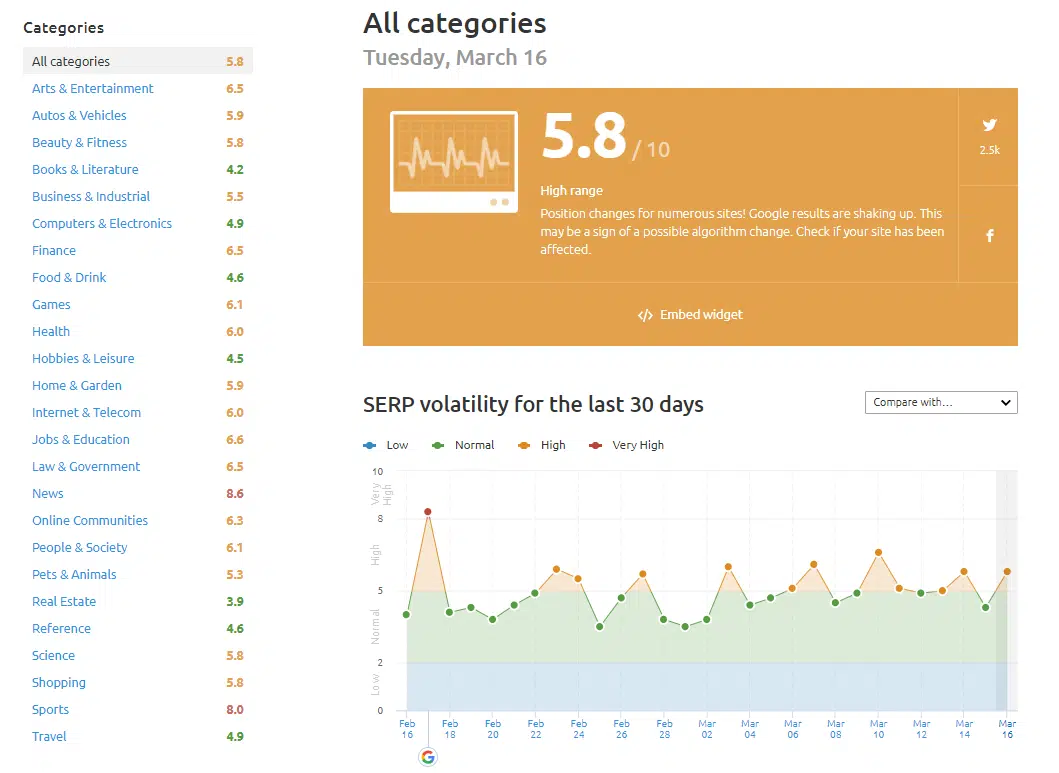 Categories
All categories 5.8
Arts & Entertainment 6.5
Autos & Vehicles 5.9
Beauty & Fitness 5.8
Books & Literature 4.2
Business & Industrial 5.5
Computers & Electronics 4.9
Finance 6.5
Food & Drink 4.6
Games 6.1
Health 6.0
Hobbies & Leisure 4.5
Home & Garden 5.9
Internet & Telecom 6.0
Jobs & Education 6.6
Law & Government 6.5
News 8.6
Online Communities 6.3
People & Society 6.1
Pets & Animals 5.3
Real Estate 3.9
Reference 4.6
Science 5.8
Shopping 5.8
Sports 8.0
Travel 4.9
All categories
Tuesday, March 16
5.8 / 10
High range
Position changes for numerous sites! Google results are shaking up. This
may be a sign of a possible algorithm change. Check if your site has been
affected.
2.5k
f
</> Embed widget
SERP volatility for the last 30 days
Compare with...
Low Normal High Very High
10
Very
High
8
High
5
Normal
2
Low
0
Feb 16
Feb 18
Feb 20
Feb 22
Feb 24
Feb 26
Feb 28
Mar 02
Mar 04
Mar 06
Mar 08
Mar 10
Mar 12
Mar 14
Mar 16
G